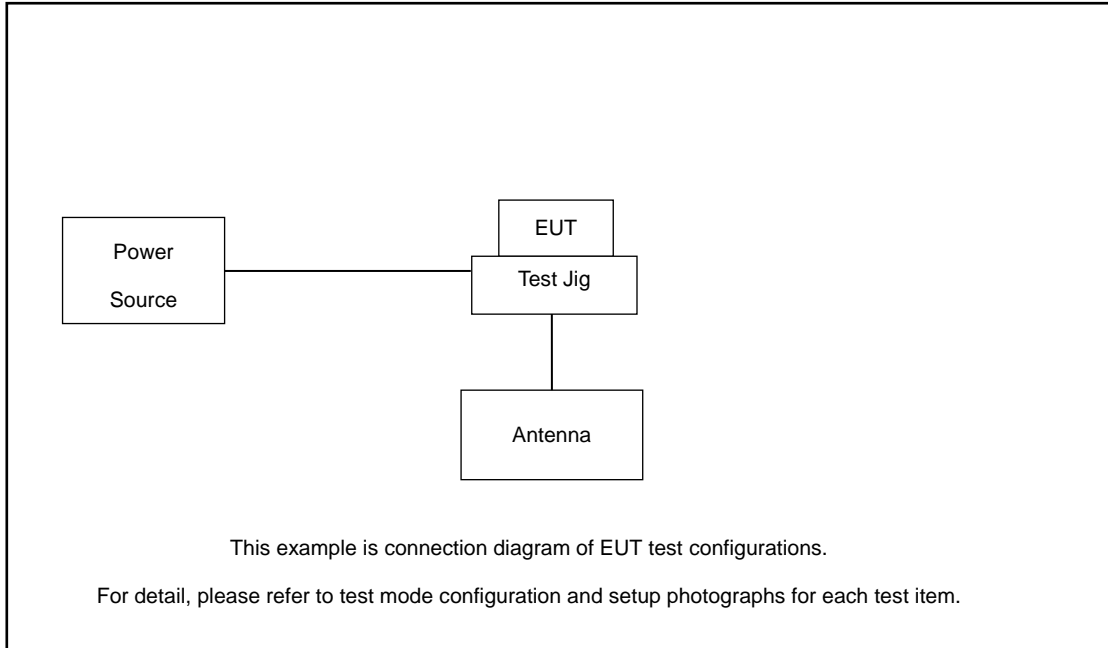 EUT
Power
Source
Test Jig
Antenna
This example is connection diagram of EUT test configurations.
For detail, please refer to test mode configuration and setup photographs for each test item.